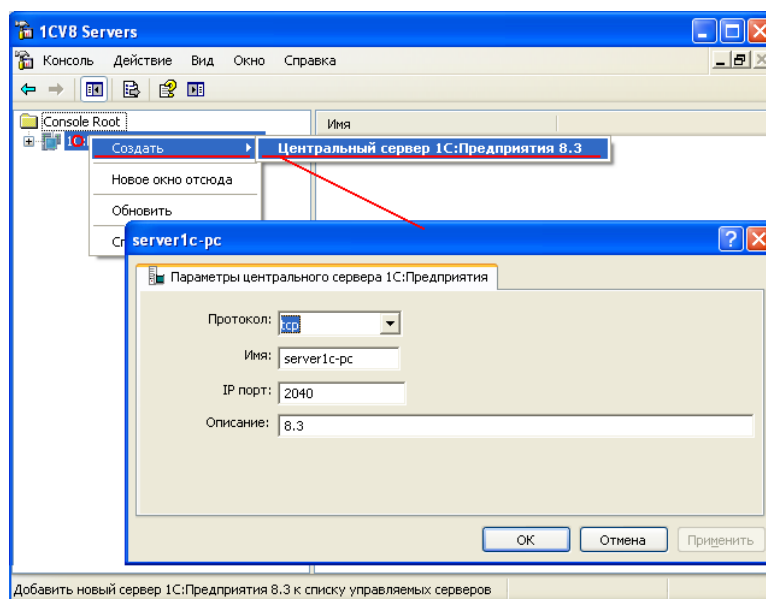 1CV8 Servers
Консоль Действие Вид Окно Справка
Console Root
Имя
Создать
Центральный сервер 1С:Предприятия 8.3
Новое окно отсюда
Обновить
server1c-pc
Параметры центрального сервера 1С:Предприятия
Протокол: tcp
Имя: server1c-pc
IP порт: 2040
Описание: 8.3
ОК Отмена Применить
Добавить новый сервер 1С:Предприятия 8.3 к списку управляемых серверов